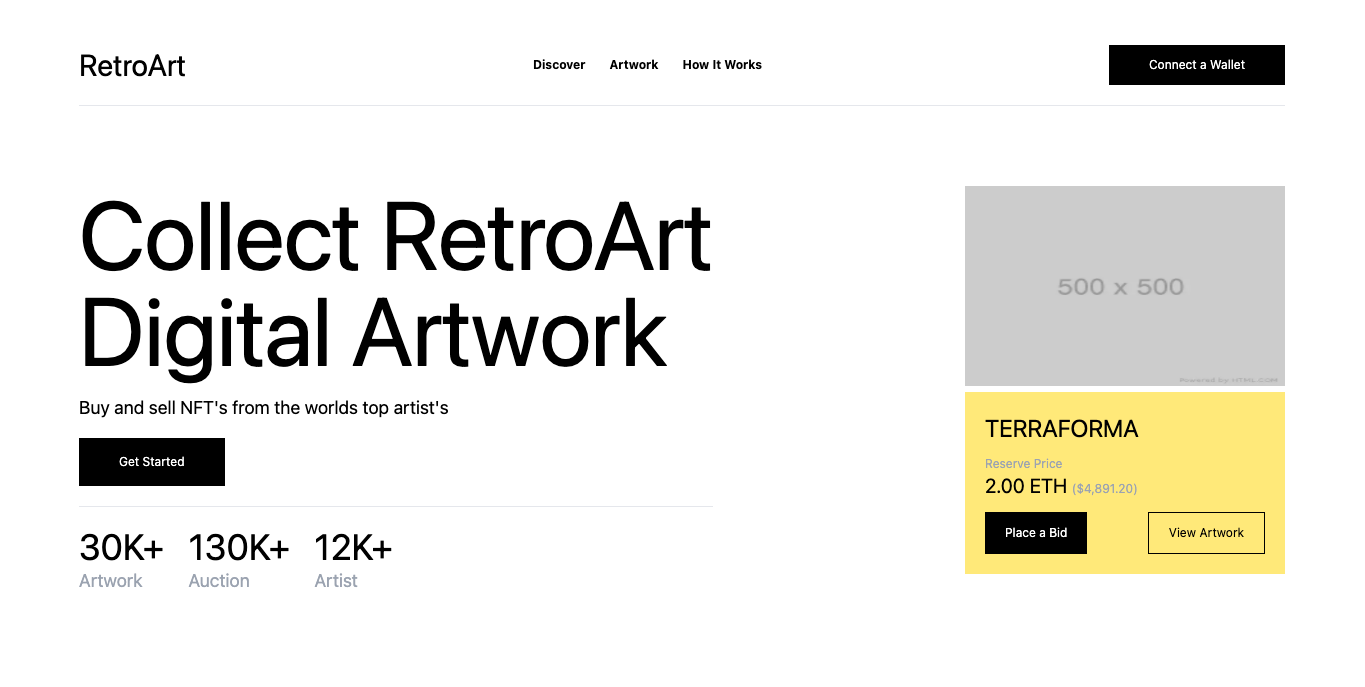 RetroArt
Discover Artwork How It Works
Connect a Wallet
Collect RetroArt
Digital Artwork
Buy and sell NFT's from the worlds top artist's
Get Started
30K+ 130K+ 12K+
Artwork Auction Artist
500 x 500
Powered by HTML.COM
TERRAFORMA
Reserve Price
2.00 ETH ($4,891.20)
Place a Bid View Artwork